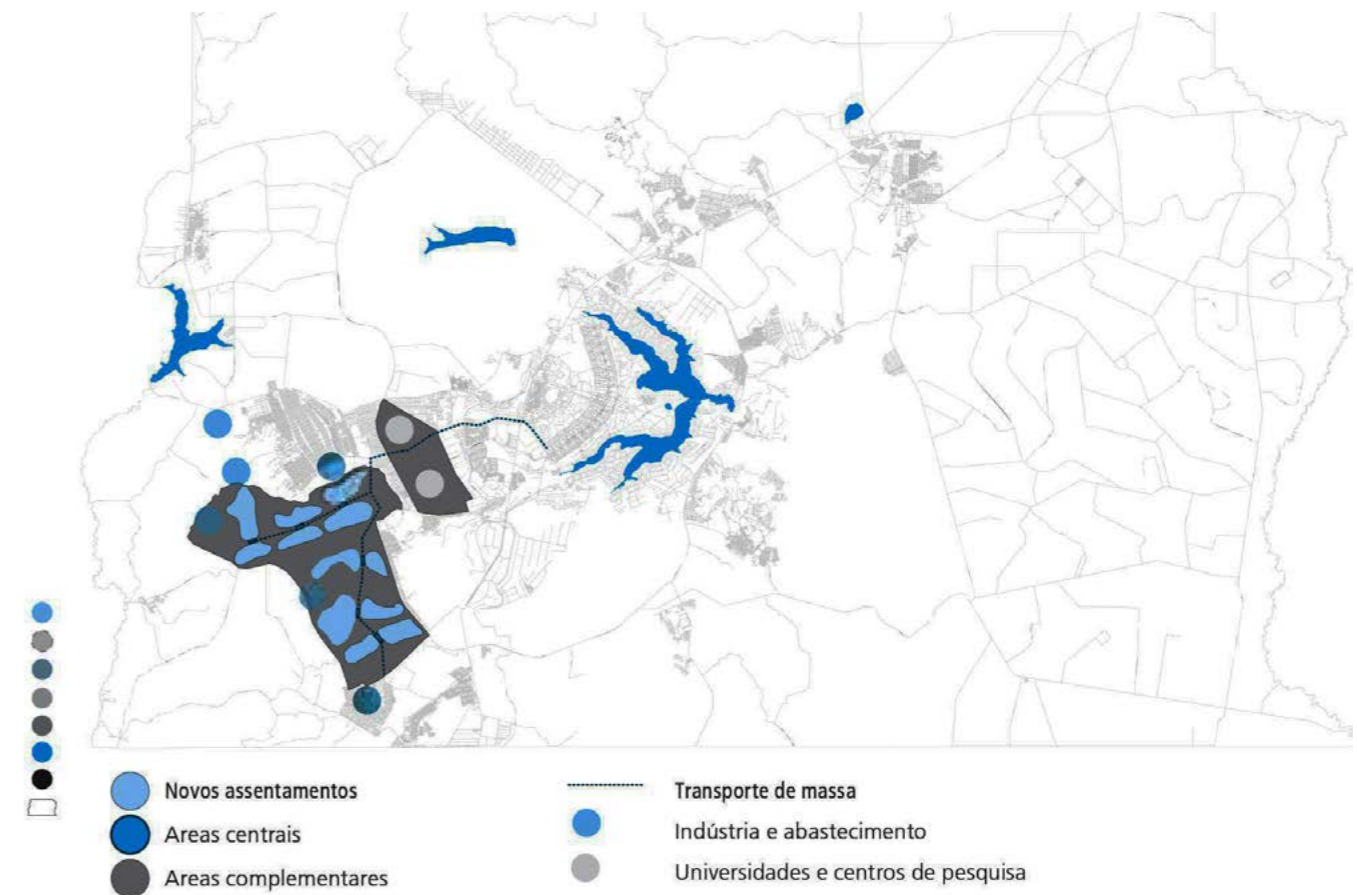 Novos assentamentos
Areas centrais
Areas complementares
Transporte de massa
Indústria e abastecimento
Universidades e centros de pesquisa